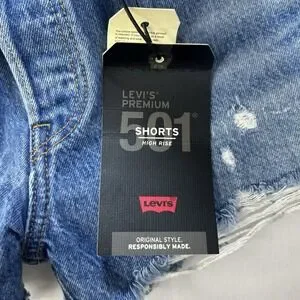 LEVI'S®
PREMIUM
501®
SHORTS
HIGH RISE
Levi's
ORIGINAL STYLE.
RESPONSIBLY MADE.